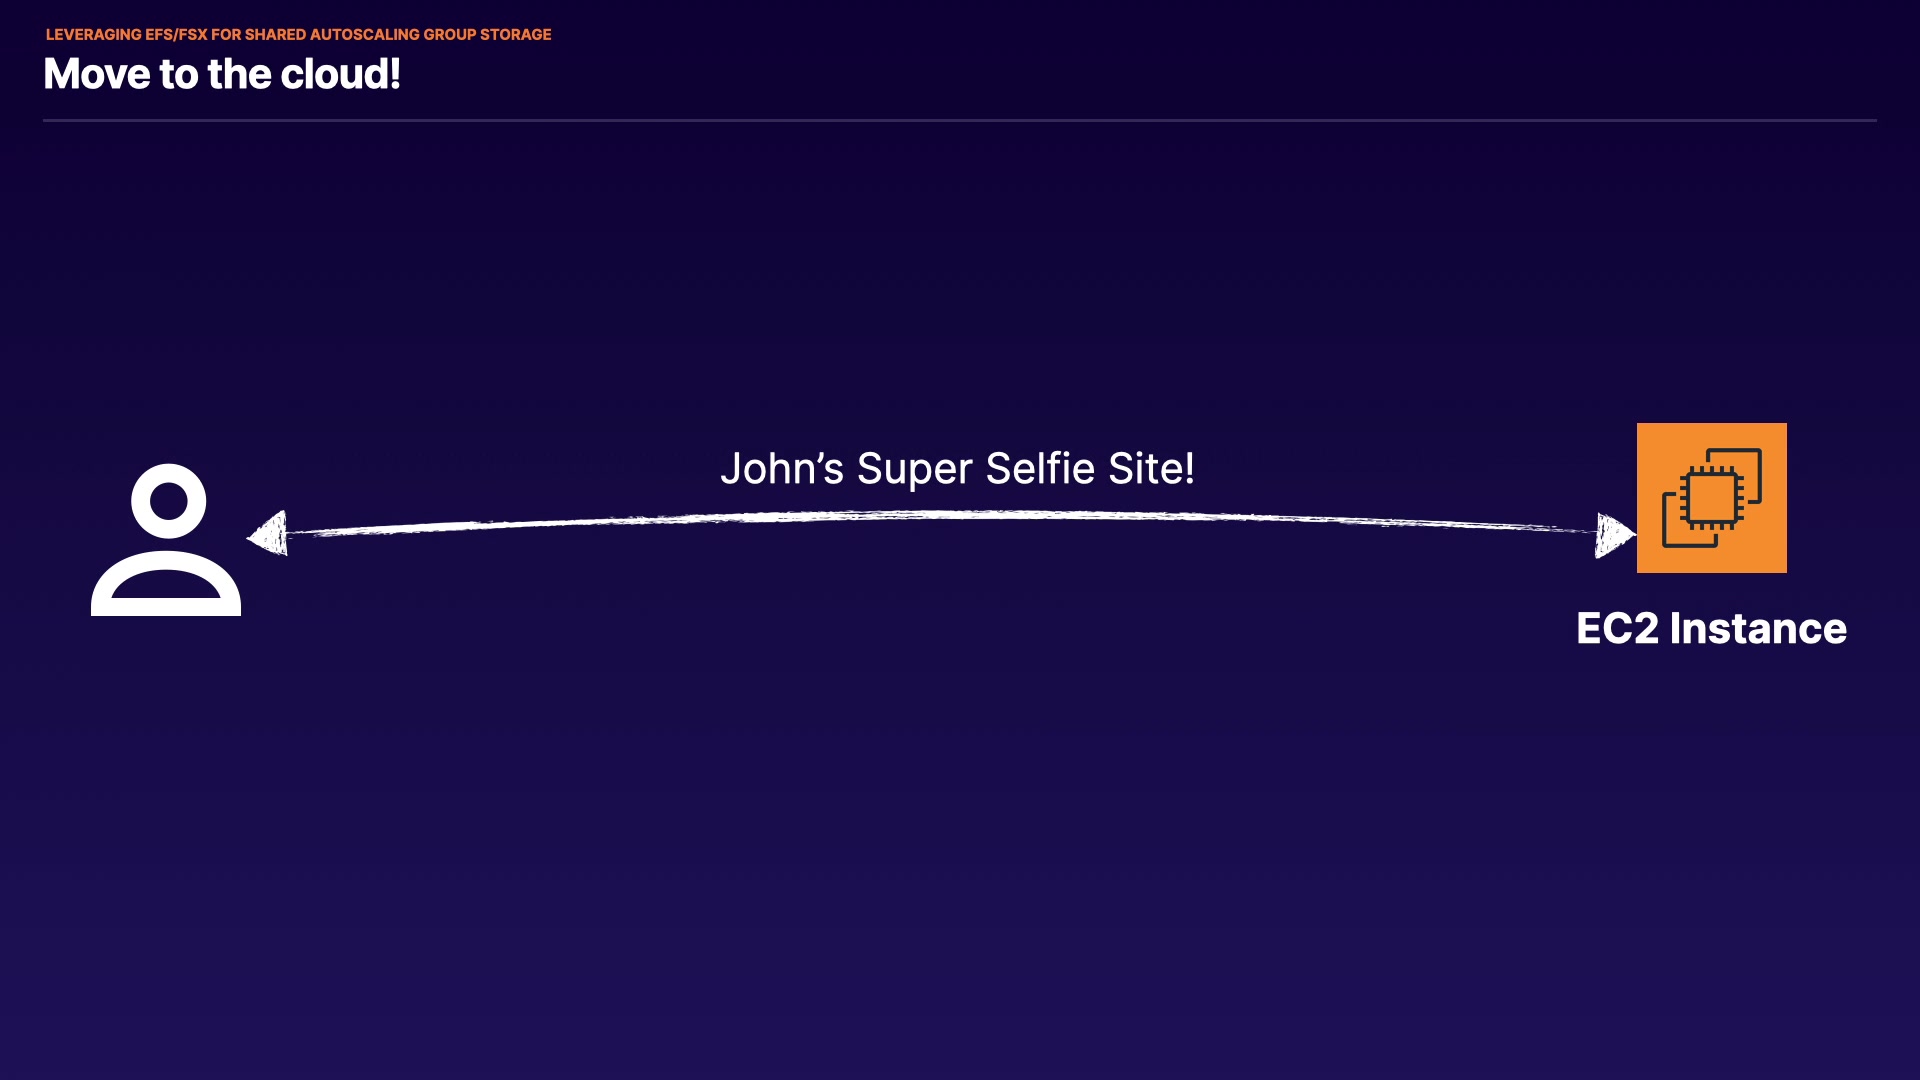 LEVERAGING EFS/FSX FOR SHARED AUTOSCALING GROUP STORAGE
Move to the cloud!
John’s Super Selfie Site!
EC2 Instance